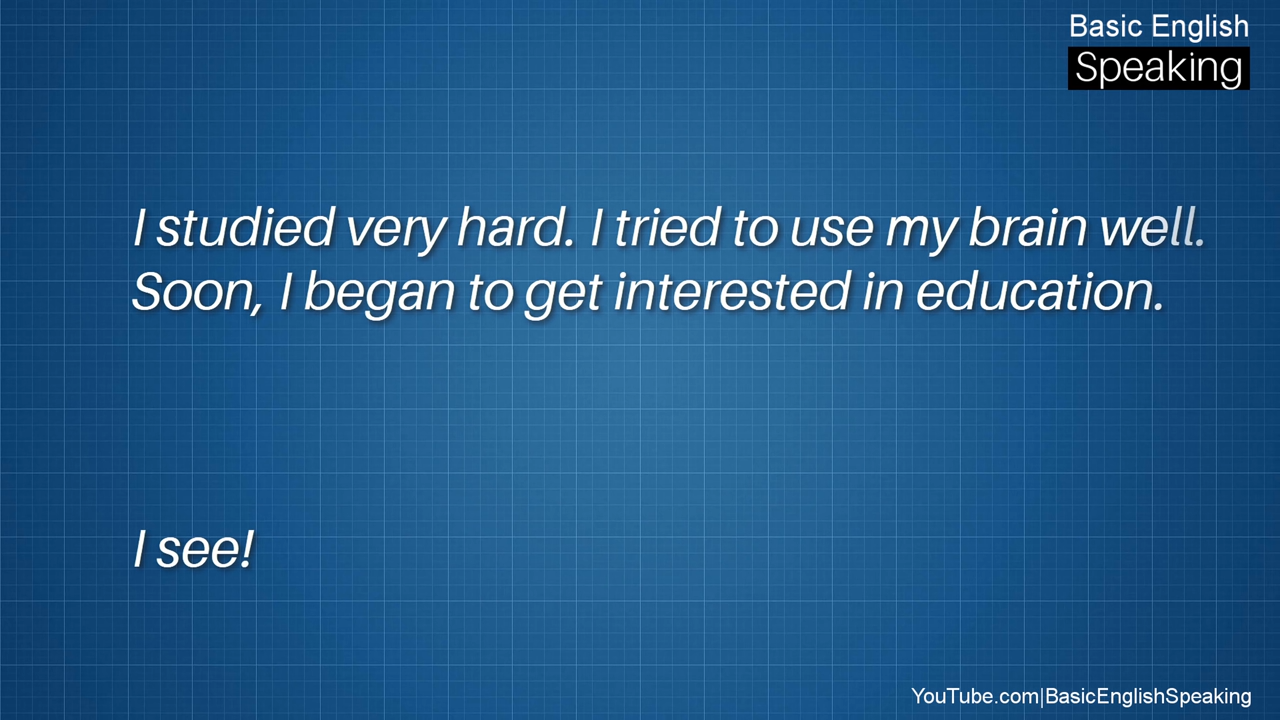 Basic English
Speaking
I studied very hard. I tried to use my brain well.
Soon, I began to get interested in education.
I see!
YouTube.com|BasicEnglishSpeaking